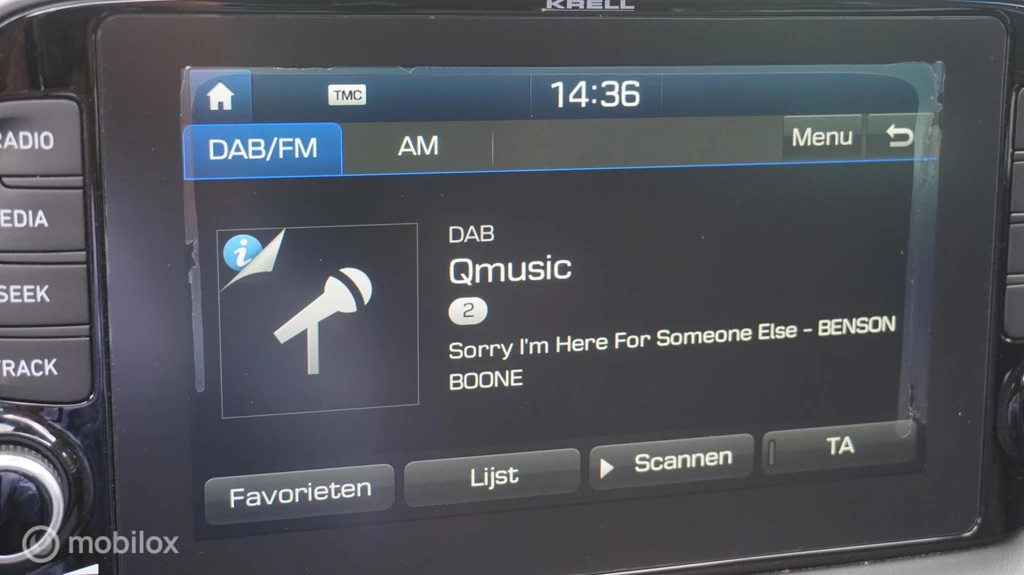 KRELL
TMC 14:36
DAB/FM AM Menu
RADIO
MEDIA
SEEK
TRACK
i
DAB
Qmusic
2
Sorry I'm Here For Someone Else - BENSON
BOONE
Favorieten Lijst Scannen TA
mobilox